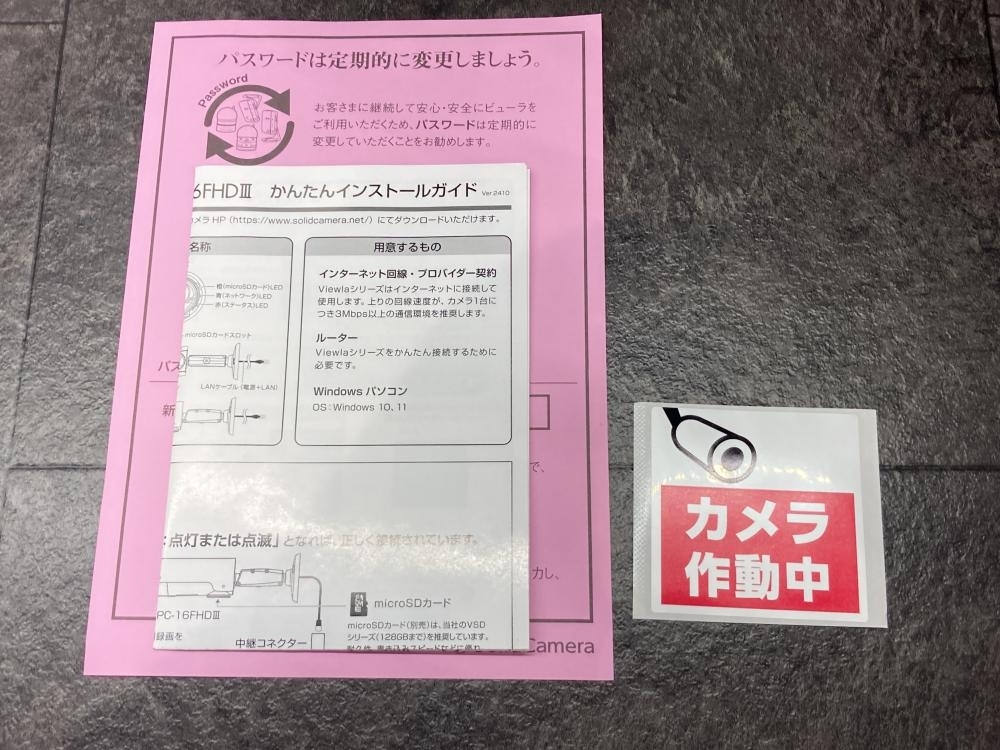 パスワードは定期的に変更しましょう。
Password
お客さまに継続して安心・安全にビューラを
ご利用いただくため、パスワードは定期的に
変更していただくことをお勧めします。
6FHDⅢ かんたんインストールガイド Ver.2410
メラ HP（https://www.solidcamera.net/）にてダウンロードいただけます。
名称
橙(microSDカード)LED
青(ネットワーク)LED
赤(ステータス)LED
microSDカードスロット
LANケーブル（電源+LAN）
用意するもの
インターネット回線・プロバイダー契約
Viewlaシリーズはインターネットに接続して
使用します。上りの回線速度が、カメラ1台に
つき3Mbps以上の通信環境を推奨します。
ルーター
Viewlaシリーズをかんたん接続するために
必要です。
Windows パソコン
OS：Windows 10、11
パス
新
で、
：点灯または点滅」となれば、正しく接続されています。
力し、
PC-16FHDⅢ
録画を
中継コネクター
microSDカード
microSDカード（別売）は、当社のVSD
シリーズ（128GBまで）を推奨しています。
Camera
カメラ
作動中